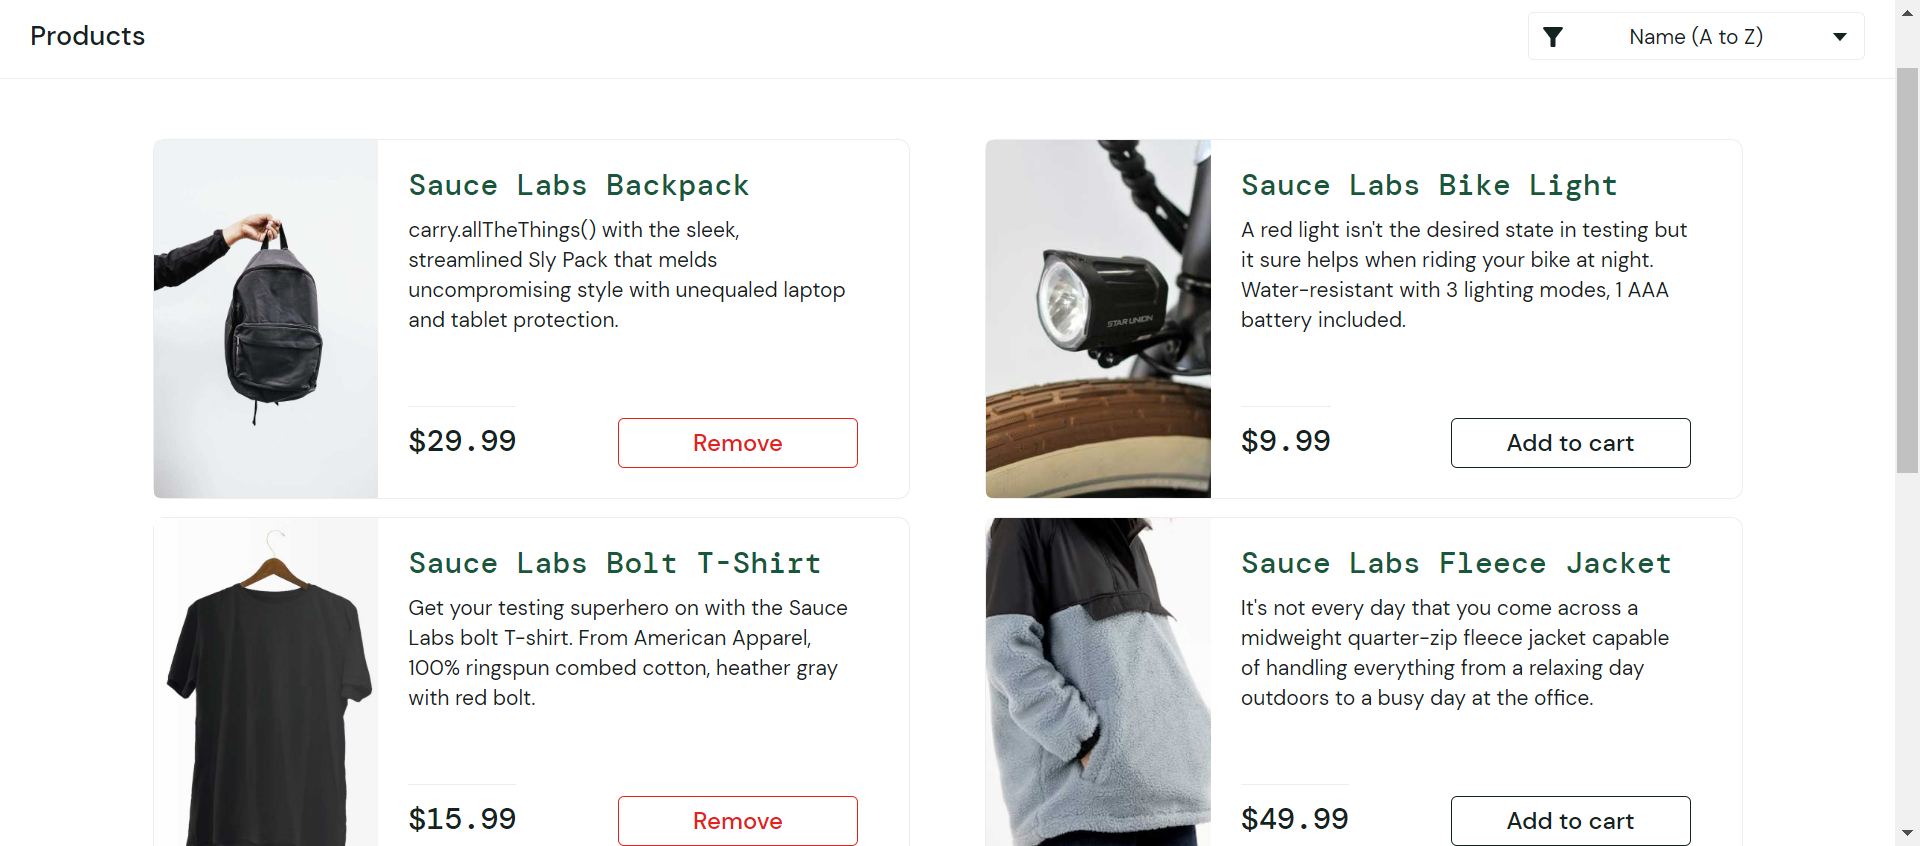 Products
Name (A to Z)
Sauce Labs Backpack
carry.allTheThings() with the sleek,
streamlined Sly Pack that melds
uncompromising style with unequaled laptop
and tablet protection.
$29.99
Remove
Sauce Labs Bike Light
A red light isn't the desired state in testing but
it sure helps when riding your bike at night.
Water-resistant with 3 lighting modes, 1 AAA
battery included.
STAR UNION
$9.99
Add to cart
Sauce Labs Bolt T-Shirt
Get your testing superhero on with the Sauce
Labs bolt T-shirt. From American Apparel,
100% ringspun combed cotton, heather gray
with red bolt.
$15.99
Remove
Sauce Labs Fleece Jacket
It's not every day that you come across a
midweight quarter-zip fleece jacket capable
of handling everything from a relaxing day
outdoors to a busy day at the office.
$49.99
Add to cart